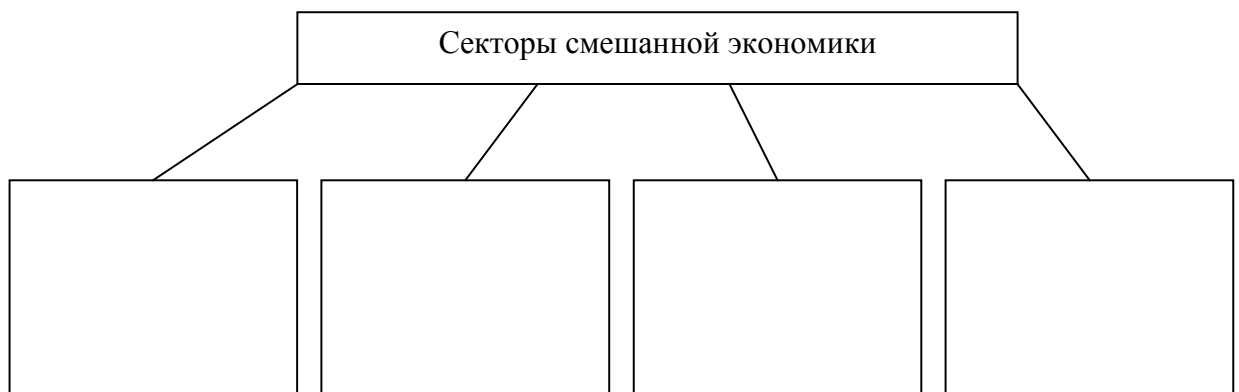 Секторы смешанной экономики